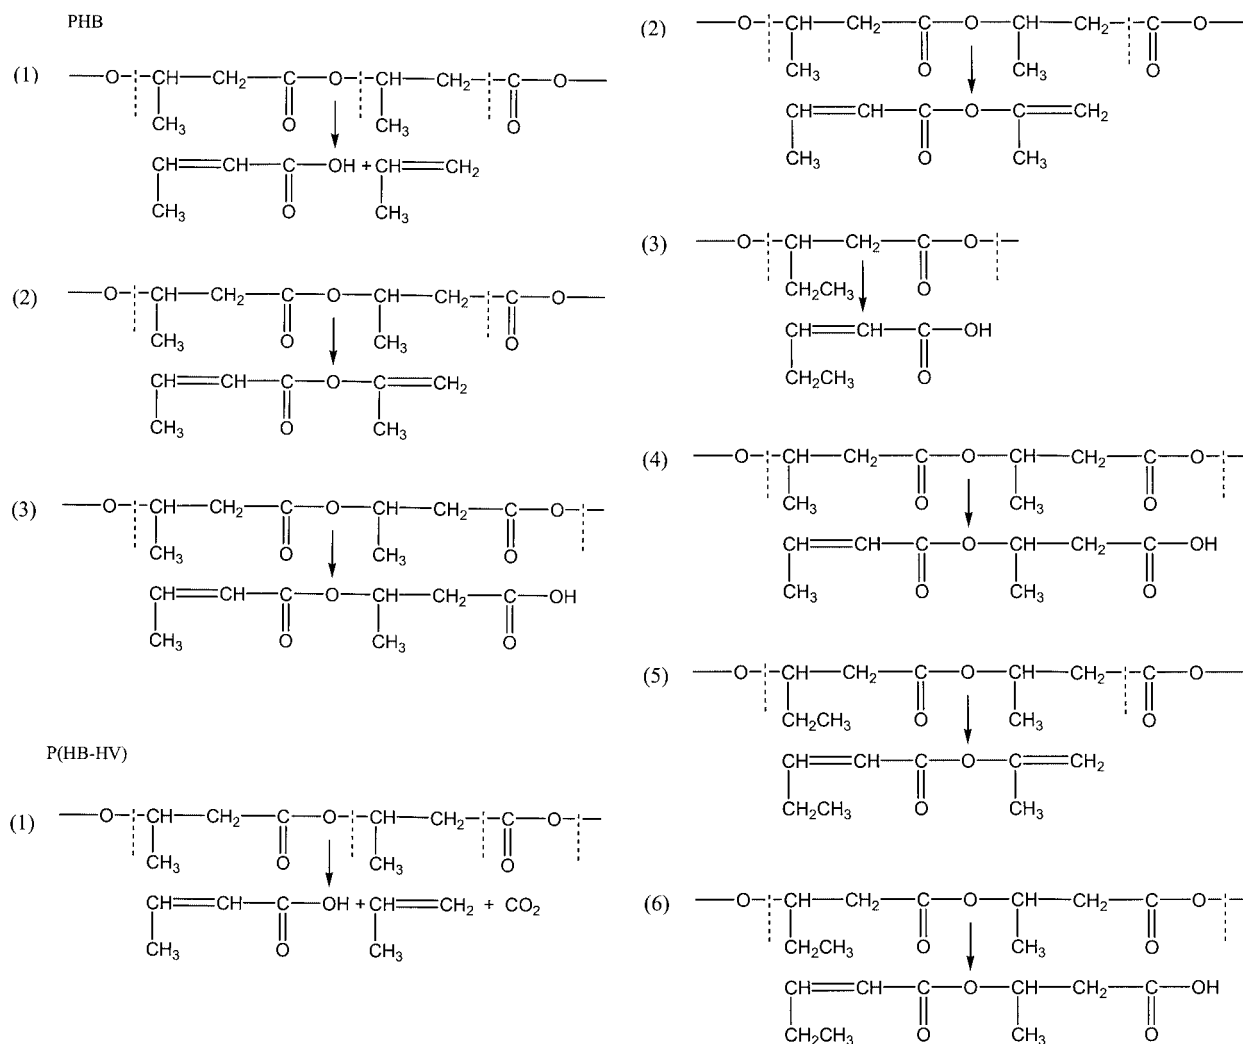 PHB
(1)
O CH CH2 C O CH CH2 C O
CH3 O CH3 O
CH CH C OH + CH CH2
CH3 O CH3
(2)
O CH CH2 C O CH CH2 C O
CH3 O CH3 O
CH CH C O C CH2
CH3 O CH3
(3)
O CH CH2 C O CH CH2 C O
CH3 O CH3 O
CH CH C O CH CH2 C OH
CH3 O CH3 O
P(HB-HV)
(1)
O CH CH2 C O CH CH2 C O
CH3 O CH3 O
CH CH C OH + CH CH2 + CO2
CH3 O CH3
(2)
O CH CH2 C O CH CH2 C O
CH3 O CH3 O
CH CH C O C CH2
CH3 O CH3
(3)
O CH CH2 C O
CH2CH3 O
CH CH C OH
CH2CH3 O
(4)
O CH CH2 C O CH CH2 C O
CH3 O CH3 O
CH CH C O CH CH2 C OH
CH3 O CH3 O
(5)
O CH CH2 C O CH CH2 C O
CH2CH3 O CH3 O
CH CH C O C CH2
CH2CH3 O CH3
(6)
O CH CH2 C O CH CH2 C O
CH2CH3 O CH3 O
CH CH C O CH CH2 C OH
CH2CH3 O CH3 O